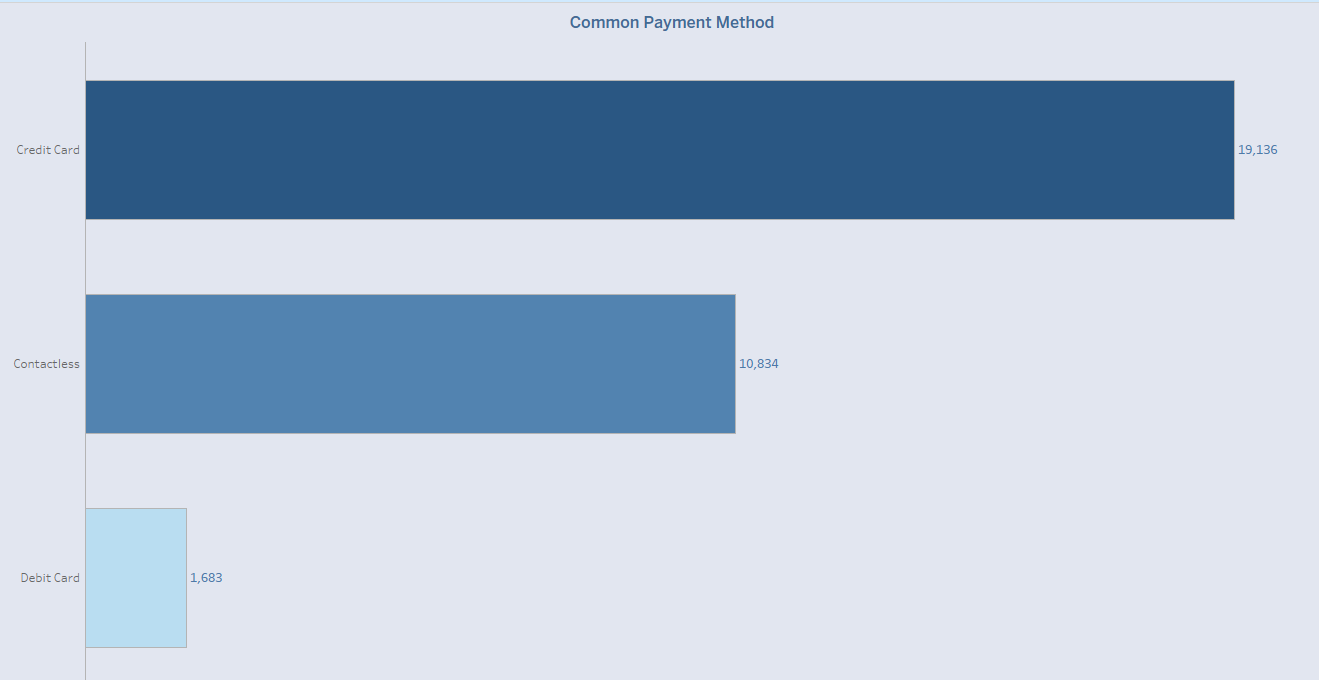 Common Payment Method
Credit Card
19,136
Contactless
10,834
Debit Card
1,683